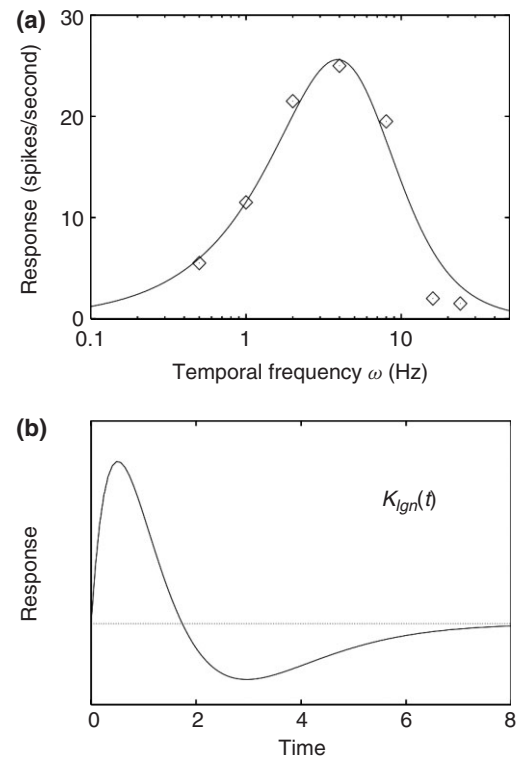 (a)
30
20
10
0
Response (spikes/second)
0.1 1 10
Temporal frequency ω (Hz)
(b)
Response
K_lgn(t)
0 2 4 6 8
Time